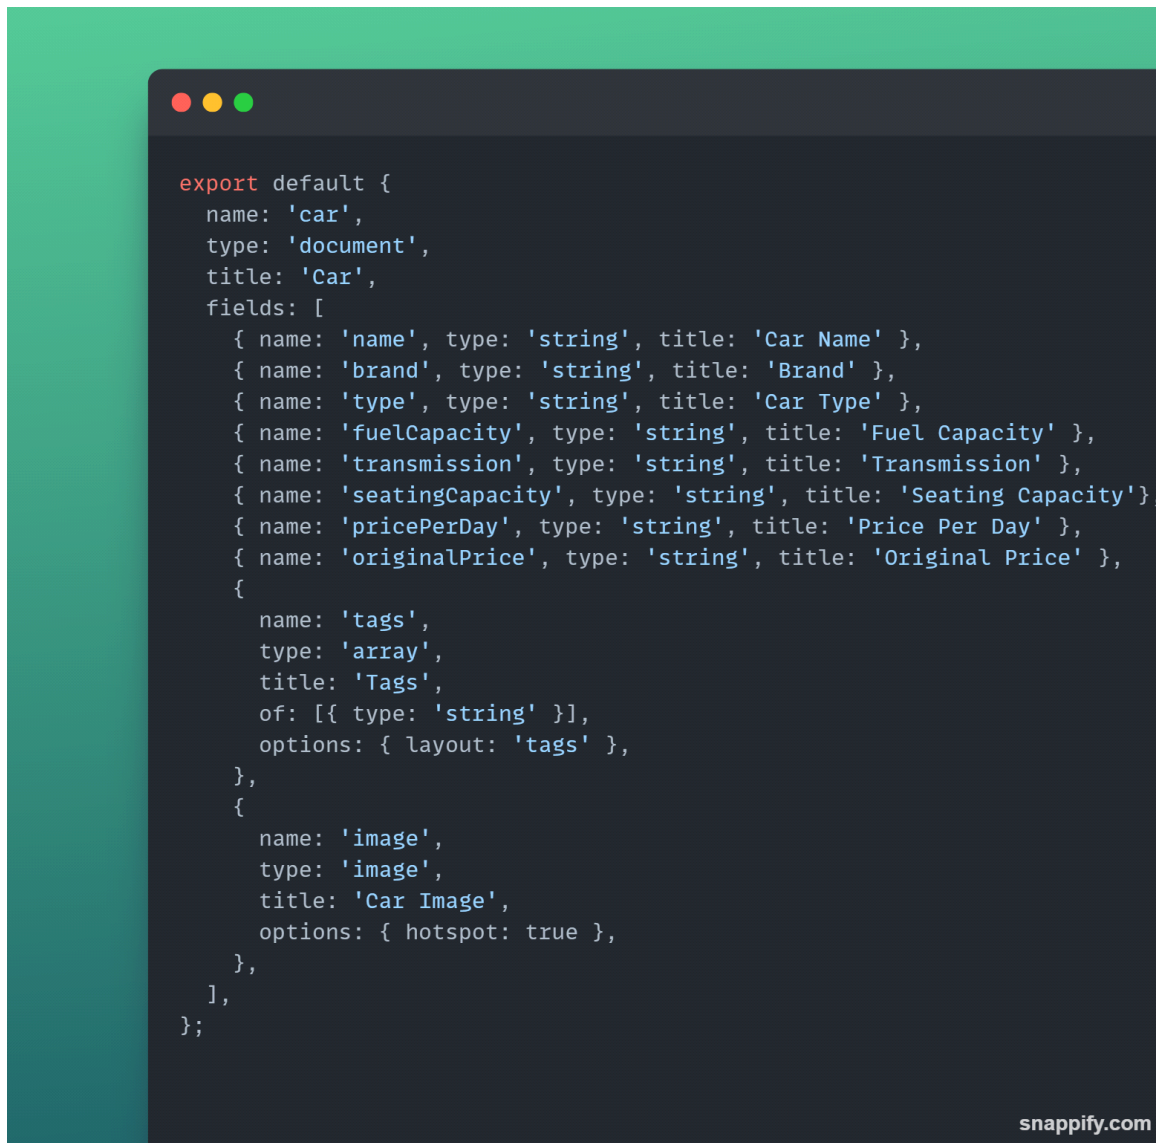 export default {
  name: 'car',
  type: 'document',
  title: 'Car',
  fields: [
    { name: 'name', type: 'string', title: 'Car Name' },
    { name: 'brand', type: 'string', title: 'Brand' },
    { name: 'type', type: 'string', title: 'Car Type' },
    { name: 'fuelCapacity', type: 'string', title: 'Fuel Capacity' },
    { name: 'transmission', type: 'string', title: 'Transmission' },
    { name: 'seatingCapacity', type: 'string', title: 'Seating Capacity'},
    { name: 'pricePerDay', type: 'string', title: 'Price Per Day' },
    { name: 'originalPrice', type: 'string', title: 'Original Price' },
    {
      name: 'tags',
      type: 'array',
      title: 'Tags',
      of: [{ type: 'string' }],
      options: { layout: 'tags' },
    },
    {
      name: 'image',
      type: 'image',
      title: 'Car Image',
      options: { hotspot: true },
    },
  ],
};
snappify.com